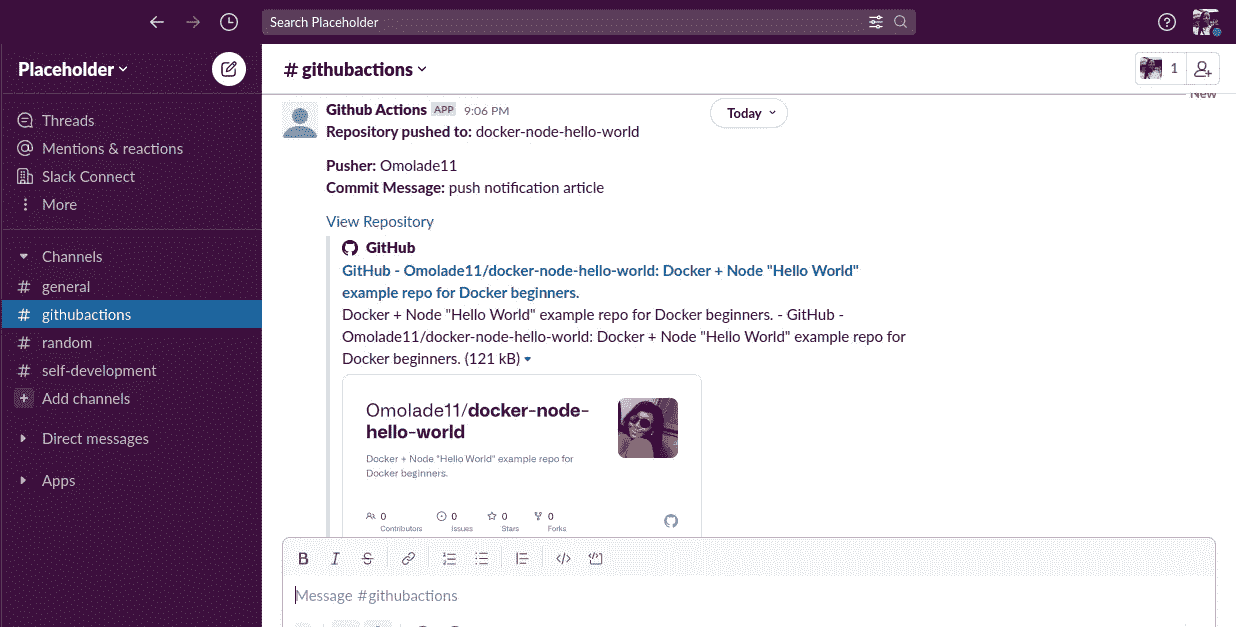 Search Placeholder
Placeholder
# githubactions
1
New
Threads
Mentions & reactions
Slack Connect
More
Channels
# general
# githubactions
# random
# self-development
+ Add channels
Direct messages
Apps
Github Actions APP 9:06 PM
Today
Repository pushed to: docker-node-hello-world
Pusher: Omolade11
Commit Message: push notification article
View Repository
GitHub
GitHub - Omolade11/docker-node-hello-world: Docker + Node "Hello World"
example repo for Docker beginners.
Docker + Node "Hello World" example repo for Docker beginners. - GitHub -
Omolade11/docker-node-hello-world: Docker + Node "Hello World" example repo for
Docker beginners. (121 kB)
Omolade11/docker-node-
hello-world
Docker + Node "Hello World" example repo for
Docker beginners.
0 0 0 0
Contributors Issues Stars Forks
B I S
Message #githubactions